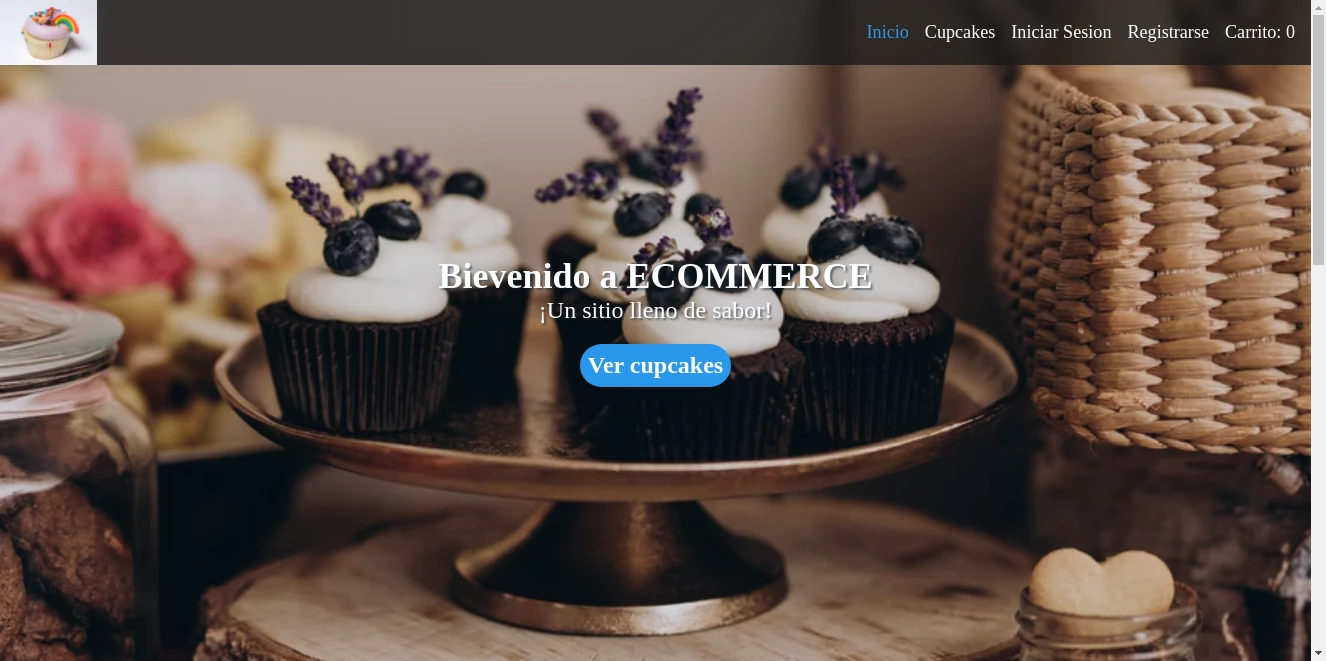 Inicio Cupcakes Iniciar Sesion Registrarse Carrito: 0
Bievenido a ECOMMERCE
¡Un sitio lleno de sabor!
Ver cupcakes